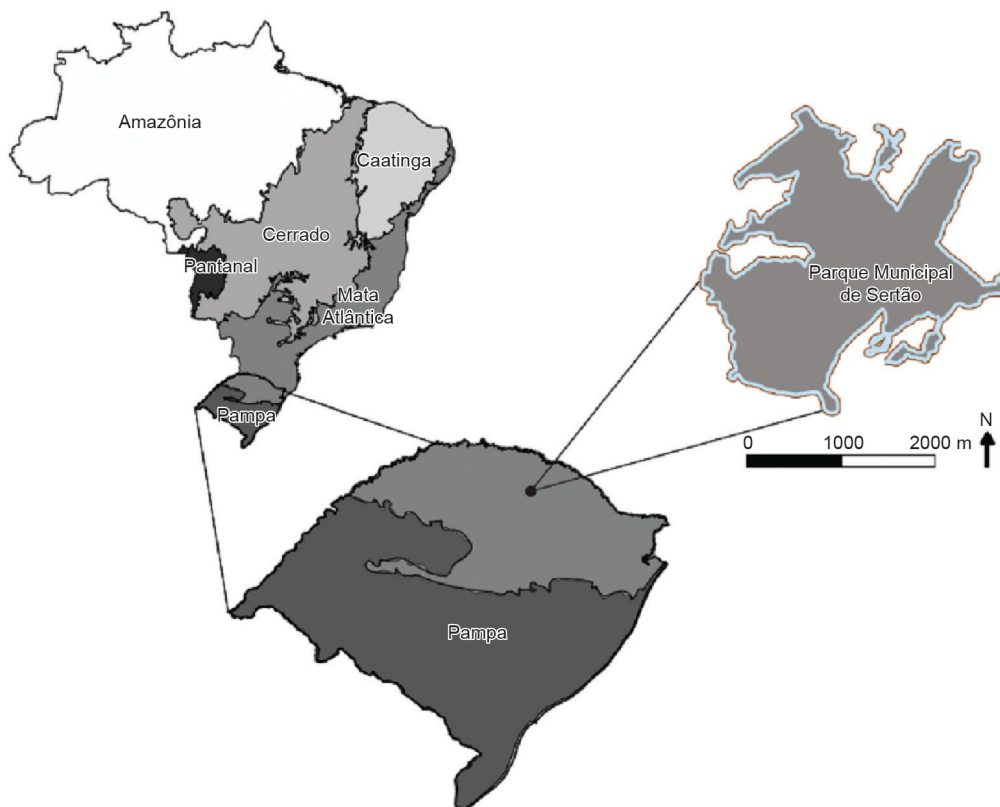 Amazônia
Caatinga
Cerrado
Pantanal
Mata
Atlântica
Pampa
Parque Municipal
de Sertão
N
0 1000 2000 m
Pampa